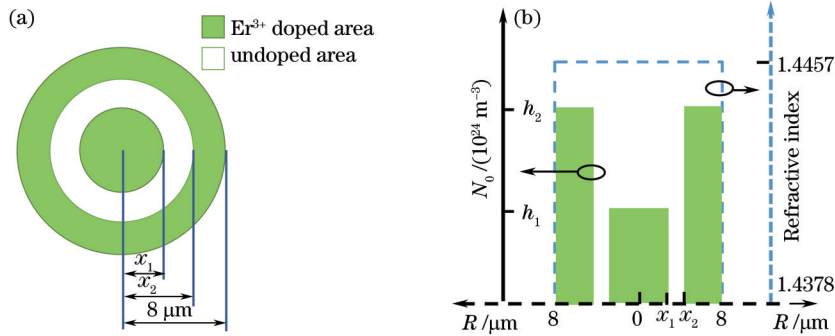 (a)
Er³⁺ doped area
undoped area
x₁
x₂
8 μm
(b)
N₀ /(10²⁴ m⁻³)
h₂
h₁
1.4457
Refractive index
1.4378
R /μm 8 0 x₁ x₂ 8 R /μm